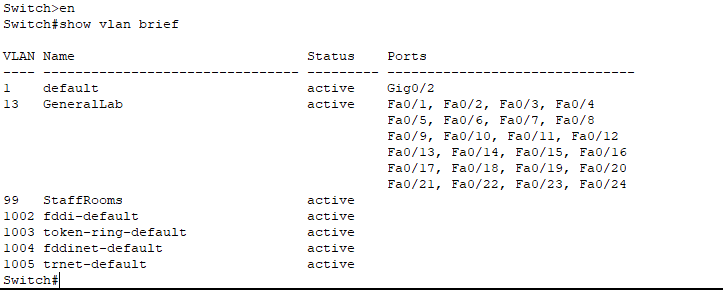 Switch>en
Switch#show vlan brief
VLAN Name                             Status    Ports
---- -------------------------------- --------- -------------------------------
1    default                          active    Gig0/2
13   GeneralLab                       active    Fa0/1, Fa0/2, Fa0/3, Fa0/4
                                                Fa0/5, Fa0/6, Fa0/7, Fa0/8
                                                Fa0/9, Fa0/10, Fa0/11, Fa0/12
                                                Fa0/13, Fa0/14, Fa0/15, Fa0/16
                                                Fa0/17, Fa0/18, Fa0/19, Fa0/20
                                                Fa0/21, Fa0/22, Fa0/23, Fa0/24
99   StaffRooms                       active
1002 fddi-default                     active
1003 token-ring-default               active
1004 fddinet-default                  active
1005 trnet-default                    active
Switch#